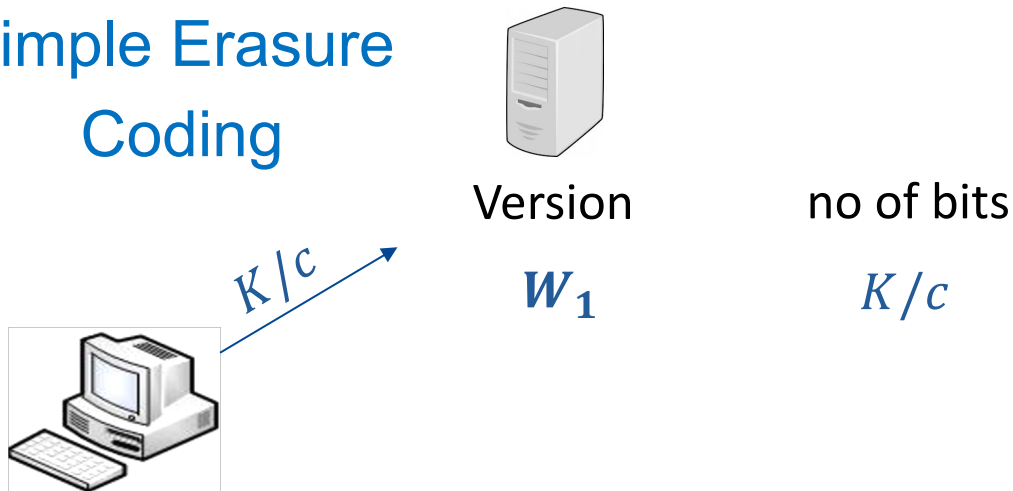 imple Erasure
Coding
Version no of bits
K/c
W₁ K/c